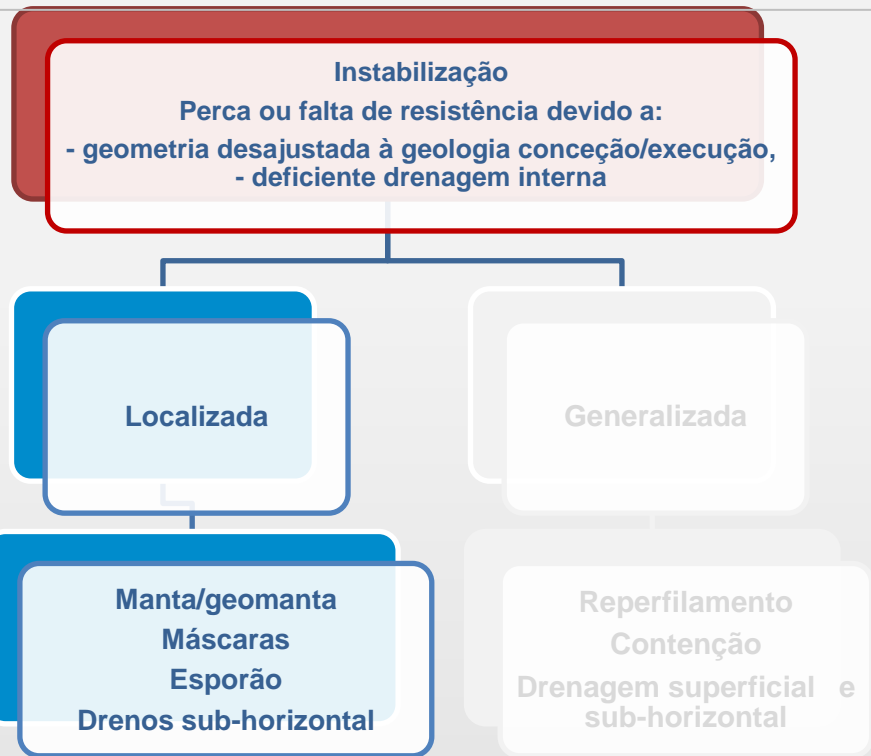 Instabilização
Perca ou falta de resistência devido a:
- geometria desajustada à geologia conceção/execução,
- deficiente drenagem interna
Localizada
Generalizada
Manta/geomanta
Máscaras
Esporão
Drenos sub-horizontal
Reperfilamento
Contenção
Drenagem superficial e
sub-horizontal